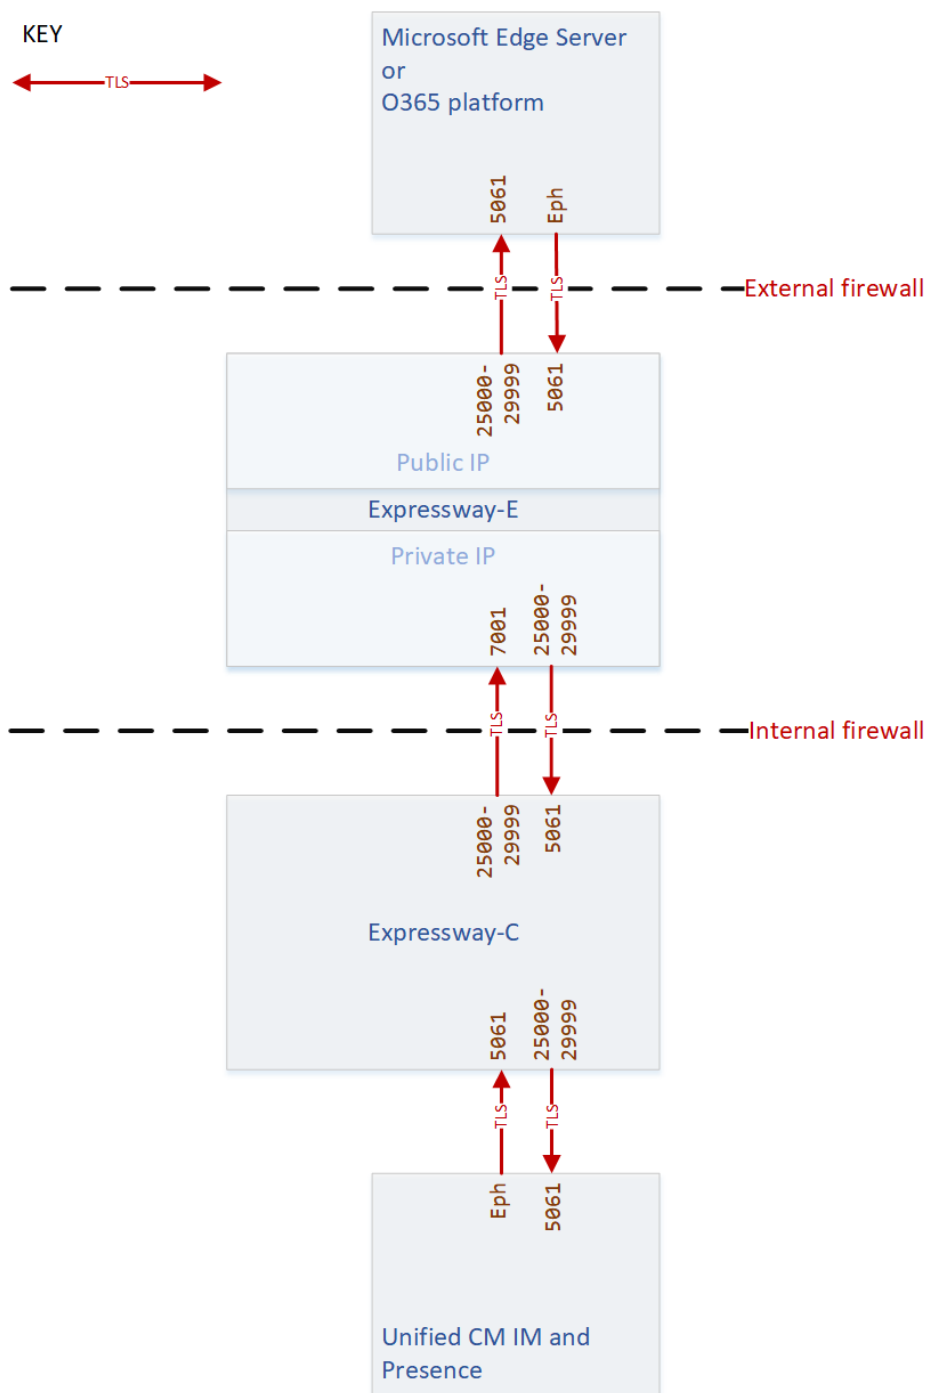 KEY
TLS
Microsoft Edge Server
or
O365 platform
5061
Eph
TLS
TLS
External firewall
25000-
29999
5061
Public IP
Expressway-E
Private IP
7001
25000-
29999
TLS
TLS
Internal firewall
25000-
29999
5061
Expressway-C
5061
25000-
29999
TLS
TLS
Eph
5061
Unified CM IM and
Presence